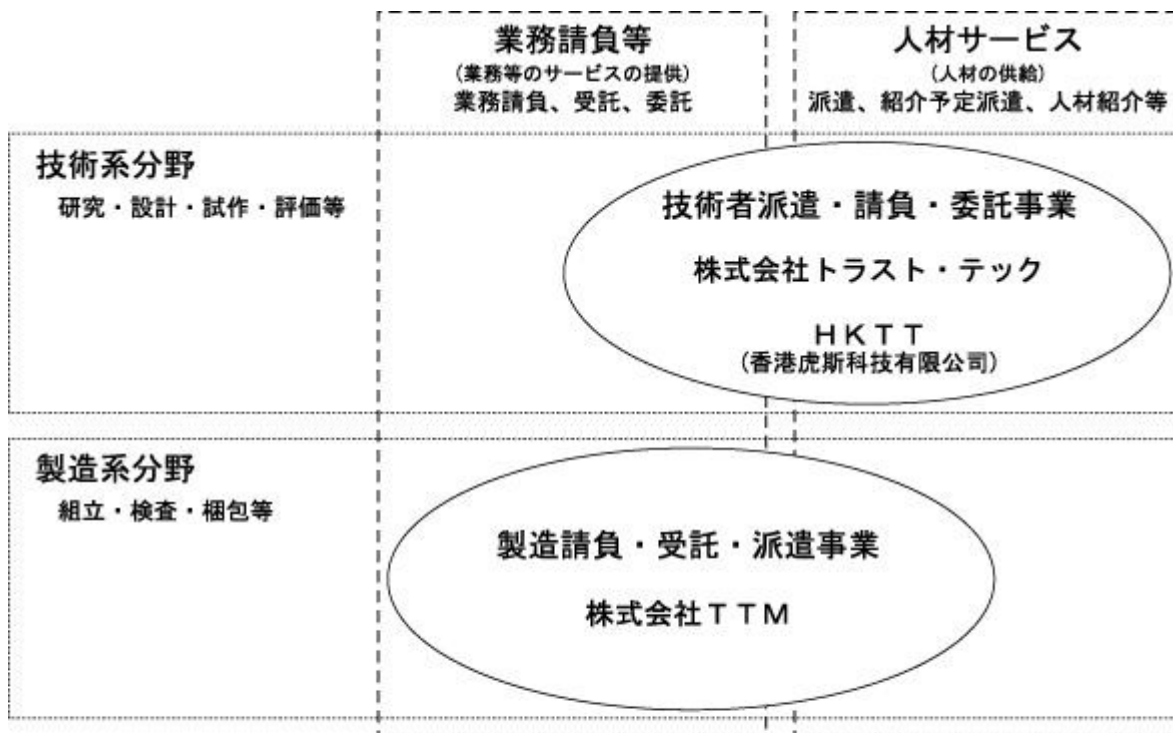 業務請負等
(業務等のサービスの提供)
業務請負、受託、委託
人材サービス
(人材の供給)
派遣、紹介予定派遣、人材紹介等
技術系分野
研究・設計・試作・評価等
技術者派遣・請負・委託事業
株式会社トラスト・テック
ＨＫＴＴ
(香港虎斯科技有限公司)
製造系分野
組立・検査・梱包等
製造請負・受託・派遣事業
株式会社ＴＴＭ